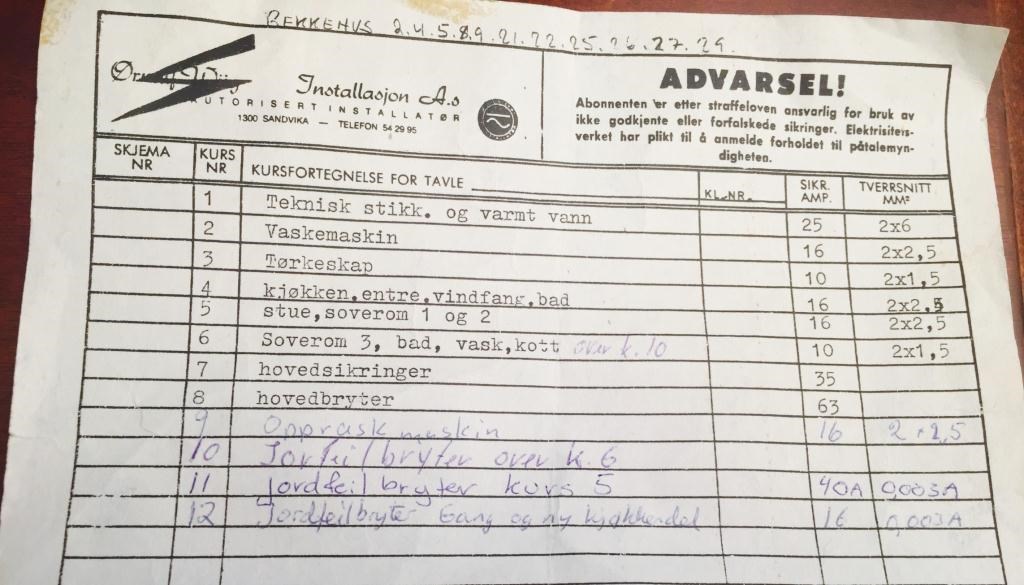 BEKKEHUS 2.4.5.8.9.21.22.25.26.27.29.
Installasjon A.s
AUTORISERT INSTALLATØR
1300 SANDVIKA — TELEFON 54 29 95
ADVARSEL!
Abonnenten er etter straffeloven ansvarlig for bruk av
ikke godkjente eller forfalskede sikringer. Elektrisitets-
verket har plikt til å anmelde forholdet til påtalemyn-
digheten.
SKJEMA NR KURS NR KURSFORTEGNELSE FOR TAVLE KL.NR. SIKR. AMP. TVERRSNITT MM²
1 Teknisk stikk. og varmt vann 25 2x6
2 Vaskemaskin 16 2x2,5
3 Tørkeskap 10 2x1,5
4 kjøkken,entre,vindfang,bad 16 2x2,5
5 stue,soverom 1 og 2 16 2x2,5
6 Soverom 3, bad, vask,kott over k.10 10 2x1,5
7 hovedsikringer 35
8 hovedbryter 63
9 Oppvask maskin 16 2x2,5
10 Jorfeilbryter over k.6
11 Jordfeilbryter kurs 5 40A 0,003A
12 Jordfeilbryter Gang og ny kjøkkendel 16 0,003A